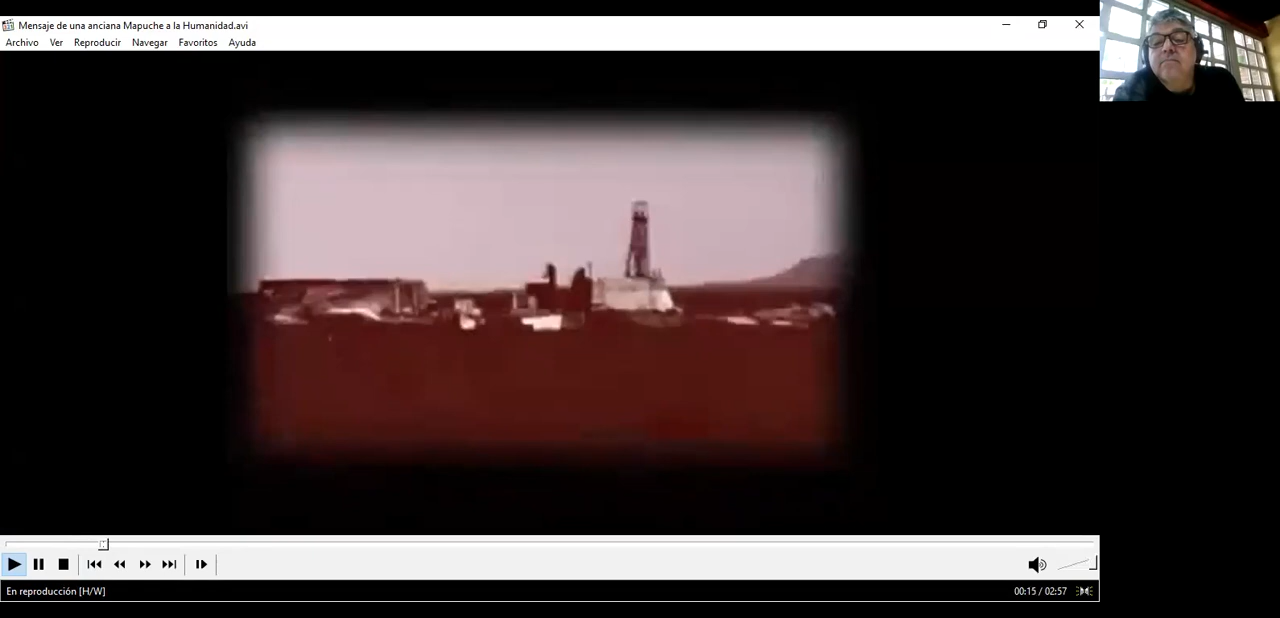 Mensaje de una anciana Mapuche a la Humanidad.avi
Archivo Ver Reproducir Navegar Favoritos Ayuda
En reproducción [H/W] 00:15 / 02:57